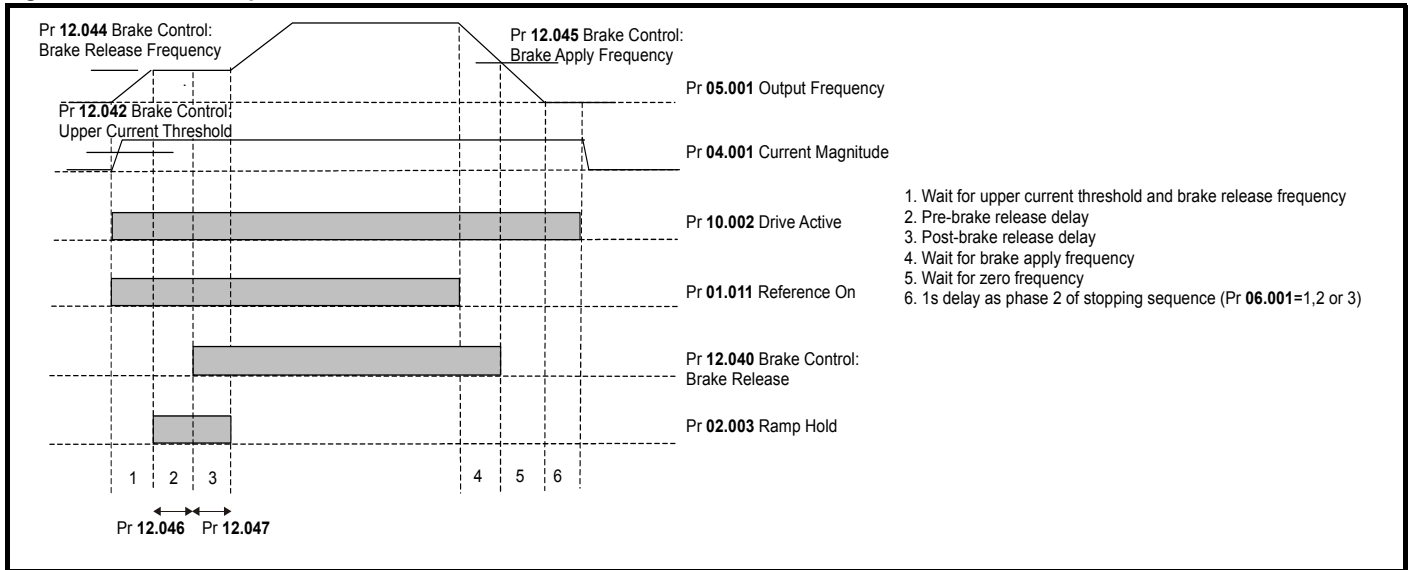 Pr 12.044 Brake Control:
Brake Release Frequency
Pr 12.045 Brake Control:
Brake Apply Frequency
Pr 05.001 Output Frequency
Pr 12.042 Brake Control:
Upper Current Threshold
Pr 04.001 Current Magnitude
Pr 10.002 Drive Active
Pr 01.011 Reference On
Pr 12.040 Brake Control:
Brake Release
Pr 02.003 Ramp Hold
1 2 3 4 5 6
Pr 12.046 Pr 12.047
1. Wait for upper current threshold and brake release frequency
2. Pre-brake release delay
3. Post-brake release delay
4. Wait for brake apply frequency
5. Wait for zero frequency
6. 1s delay as phase 2 of stopping sequence (Pr 06.001=1,2 or 3)